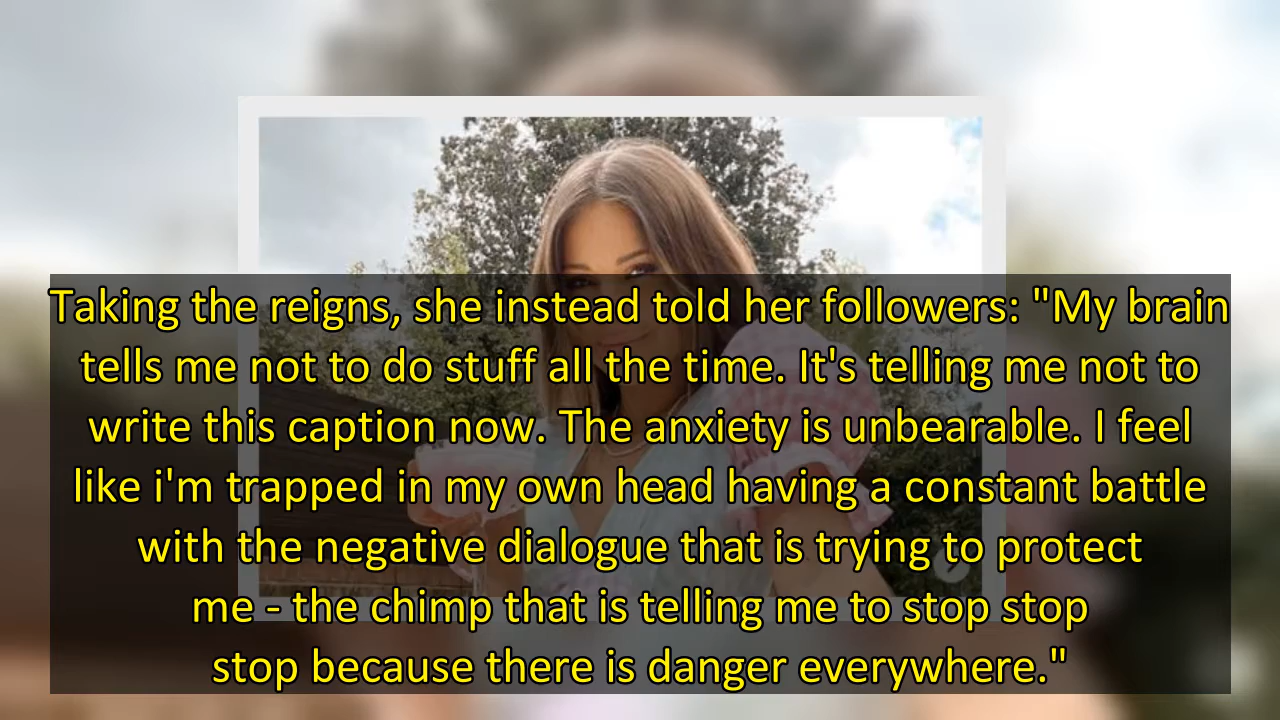 Taking the reigns, she instead told her followers: "My brain
tells me not to do stuff all the time. It's telling me not to
write this caption now. The anxiety is unbearable. I feel
like i'm trapped in my own head having a constant battle
with the negative dialogue that is trying to protect
me - the chimp that is telling me to stop stop
stop because there is danger everywhere."